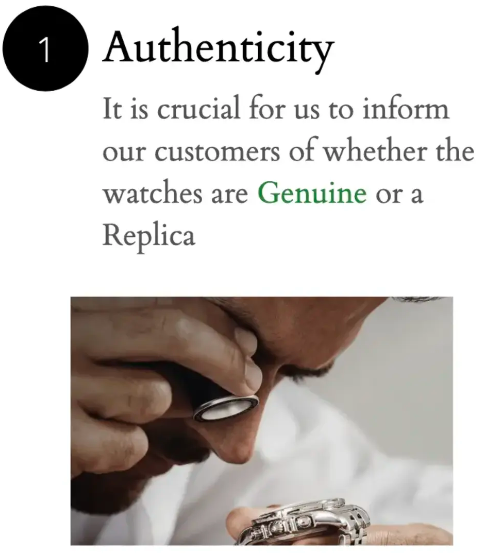 1
Authenticity
It is crucial for us to inform
our customers of whether the
watches are Genuine or a
Replica